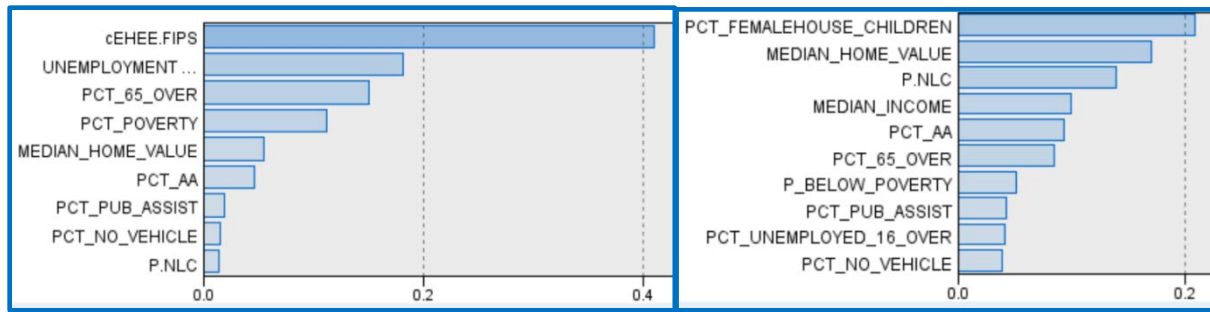 cEHEE.FIPS
UNEMPLOYMENT ...
PCT_65_OVER
PCT_POVERTY
MEDIAN_HOME_VALUE
PCT_AA
PCT_PUB_ASSIST
PCT_NO_VEHICLE
P.NLC
0.0 0.2 0.4
PCT_FEMALEHOUSE_CHILDREN
MEDIAN_HOME_VALUE
P.NLC
MEDIAN_INCOME
PCT_AA
PCT_65_OVER
P_BELOW_POVERTY
PCT_PUB_ASSIST
PCT_UNEMPLOYED_16_OVER
PCT_NO_VEHICLE
0.0 0.2